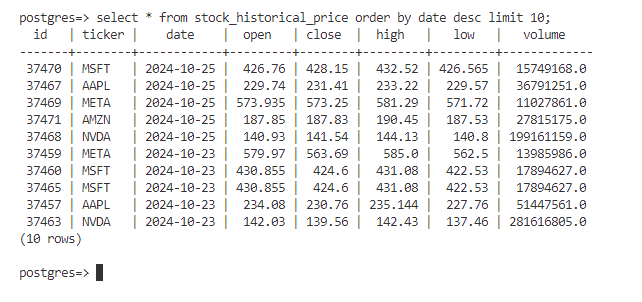 postgres=> select * from stock_historical_price order by date desc limit 10;
  id   | ticker |    date    |  open   | close  |  high   |   low   |   volume
-------+--------+------------+---------+--------+---------+---------+-------------
 37470 | MSFT   | 2024-10-25 |  426.76 | 428.15 |  432.52 | 426.565 |  15749168.0
 37467 | AAPL   | 2024-10-25 |  229.74 | 231.41 |  233.22 |  229.57 |  36791251.0
 37469 | META   | 2024-10-25 | 573.935 | 573.25 |  581.29 |  571.72 |  11027861.0
 37471 | AMZN   | 2024-10-25 |  187.85 | 187.83 |  190.45 |  187.53 |  27815175.0
 37468 | NVDA   | 2024-10-25 |  140.93 | 141.54 |  144.13 |   140.8 | 199161159.0
 37459 | META   | 2024-10-23 |  579.97 | 563.69 |   585.0 |   562.5 |  13985986.0
 37460 | MSFT   | 2024-10-23 | 430.855 |  424.6 |  431.08 |  422.53 |  17894627.0
 37465 | MSFT   | 2024-10-23 | 430.855 |  424.6 |  431.08 |  422.53 |  17894627.0
 37457 | AAPL   | 2024-10-23 |  234.08 | 230.76 | 235.144 |  227.76 |  51447561.0
 37463 | NVDA   | 2024-10-23 |  142.03 | 139.56 |  142.43 |  137.46 | 281616805.0
(10 rows)
postgres=>